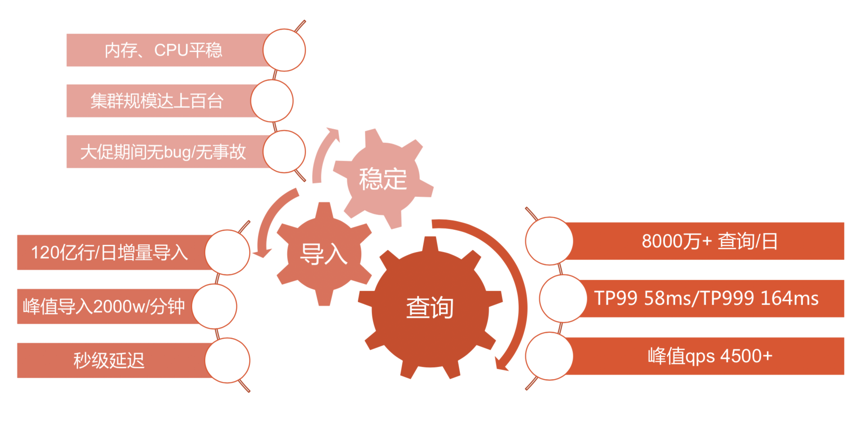 内存、CPU平稳
集群规模达上百台
大促期间无bug/无事故
稳定
120亿行/日增量导入
峰值导入2000w/分钟
秒级延迟
导入
查询
8000万+ 查询/日
TP99 58ms/TP999 164ms
峰值qps 4500+